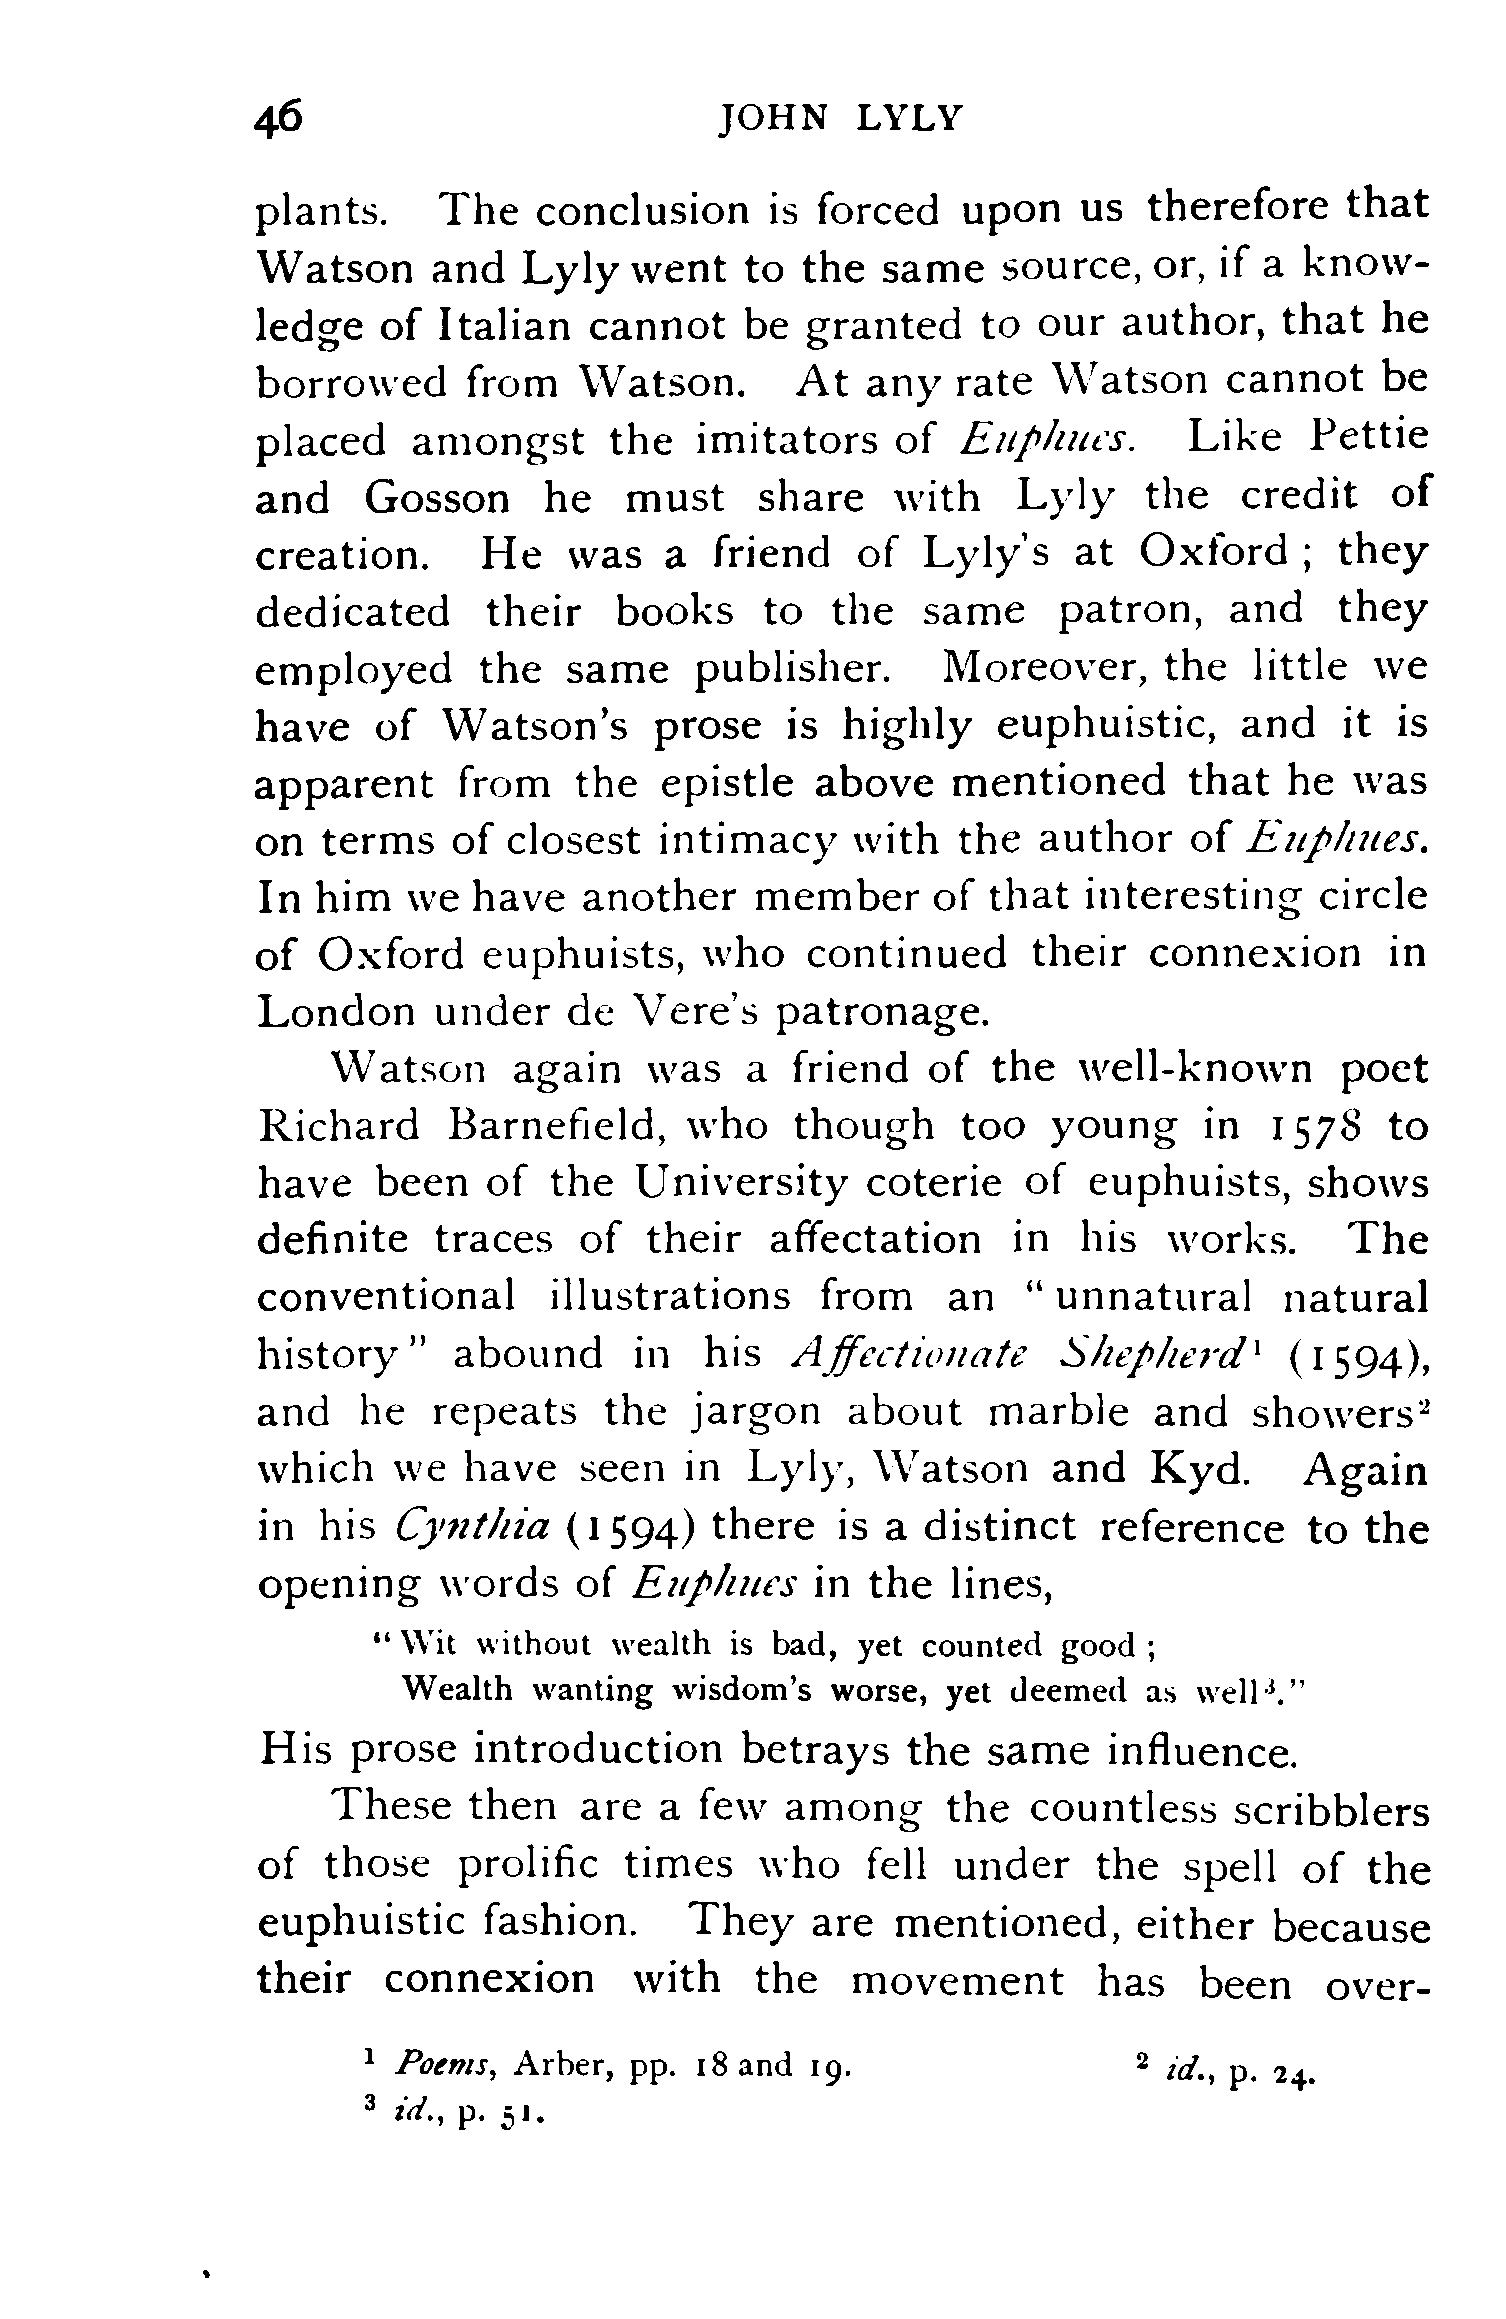 46 JOHN LYLY
plants. The conclusion is forced upon us therefore that
Watson and Lyly went to the same source, or, if a know-
ledge of Italian cannot be granted to our author, that he
borrowed from Watson. At any rate Watson cannot be
placed amongst the imitators of Euphues. Like Pettie
and Gosson he must share with Lyly the credit of
creation. He was a friend of Lyly's at Oxford ; they
dedicated their books to the same patron, and they
employed the same publisher. Moreover, the little we
have of Watson's prose is highly euphuistic, and it is
apparent from the epistle above mentioned that he was
on terms of closest intimacy with the author of Euphues.
In him we have another member of that interesting circle
of Oxford euphuists, who continued their connexion in
London under de Vere's patronage.
Watson again was a friend of the well-known poet
Richard Barnefield, who though too young in 1578 to
have been of the University coterie of euphuists, shows
definite traces of their affectation in his works. The
conventional illustrations from an " unnatural natural
history " abound in his Affectionate Shepherd¹ (1594),
and he repeats the jargon about marble and showers²
which we have seen in Lyly, Watson and Kyd. Again
in his Cynthia (1594) there is a distinct reference to the
opening words of Euphues in the lines,
" Wit without wealth is bad, yet counted good ;
Wealth wanting wisdom's worse, yet deemed as well³."
His prose introduction betrays the same influence.
These then are a few among the countless scribblers
of those prolific times who fell under the spell of the
euphuistic fashion. They are mentioned, either because
their connexion with the movement has been over-
¹ Poems, Arber, pp. 18 and 19. ² id., p. 24.
³ id., p. 51.